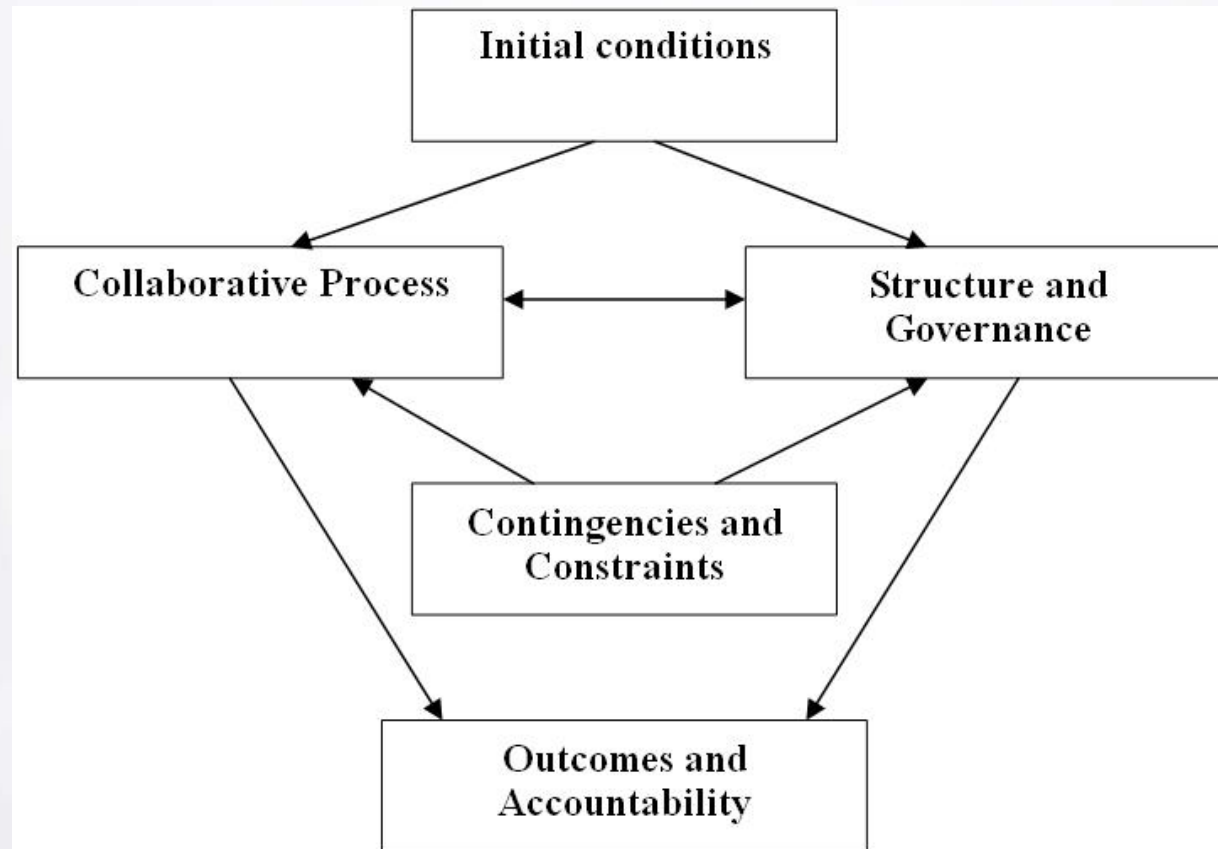 Initial conditions
Collaborative Process
Structure and
Governance
Contingencies and
Constraints
Outcomes and
Accountability